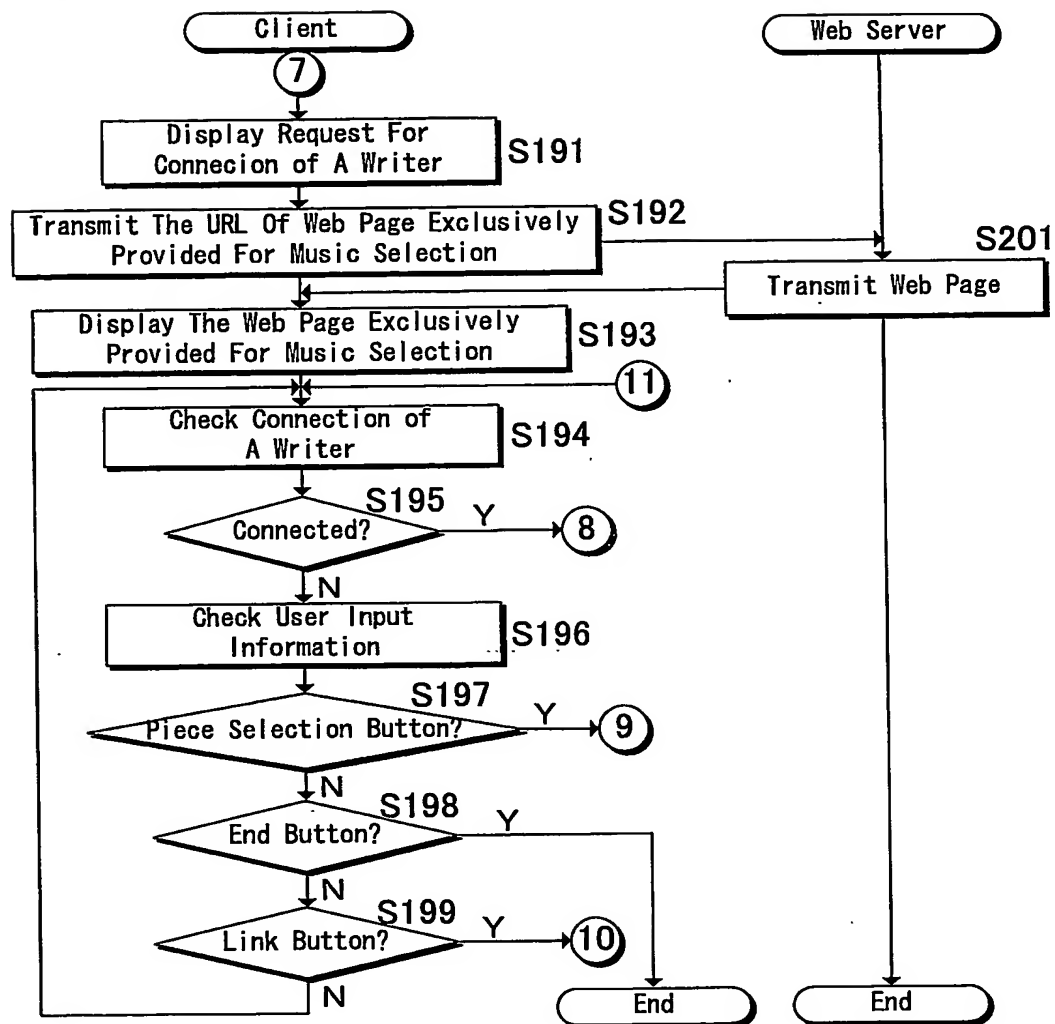 Client
Web Server
7
Display Request For
Connecion of A Writer
S191
Transmit The URL Of Web Page Exclusively
Provided For Music Selection
S192
S201
Transmit Web Page
Display The Web Page Exclusively
Provided For Music Selection
S193
11
Check Connection of
A Writer
S194
S195
Connected?
Y
8
N
Check User Input
Information
S196
S197
Piece Selection Button?
Y
9
N
S198
End Button?
Y
N
S199
Link Button?
Y
10
N
End
End